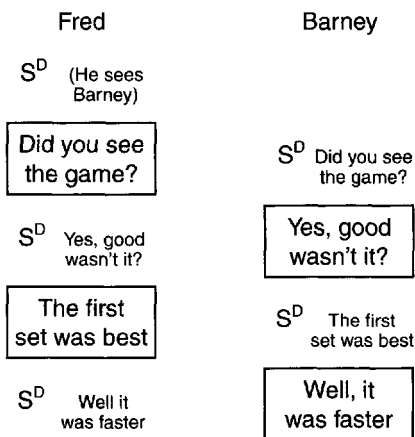 Fred
Barney
S^D (He sees
Barney)
Did you see
the game?
S^D Did you see
the game?
Yes, good
wasn't it?
S^D Yes, good
wasn't it?
The first
set was best
S^D The first
set was best
Well, it
was faster
S^D Well it
was faster